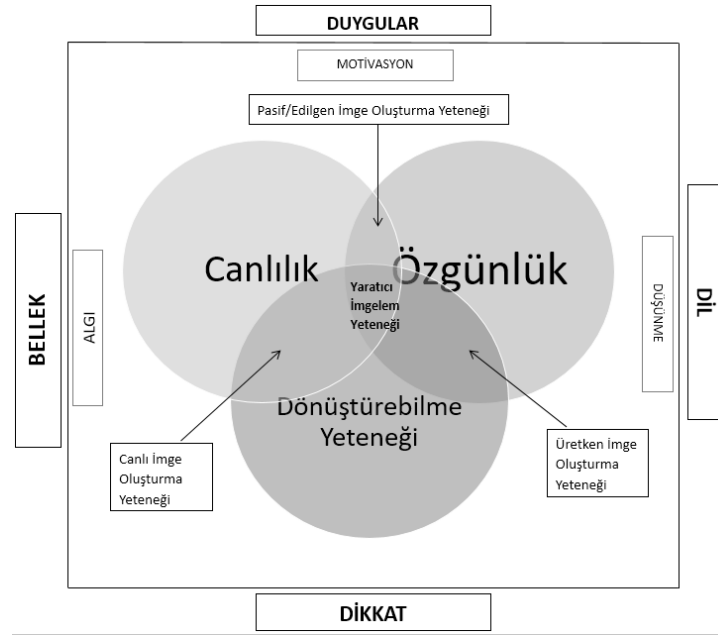 DUYGULAR
MOTİVASYON
Pasif/Edilgen İmge Oluşturma Yeteneği
Canlılık
Özgünlük
Yaratıcı
İmgelem
Yeteneği
BELLEK
ALGI
DÜŞÜNME
DİL
Dönüştürebilme
Yeteneği
Canlı İmge
Oluşturma
Yeteneği
Üretken İmge
Oluşturma
Yeteneği
DİKKAT